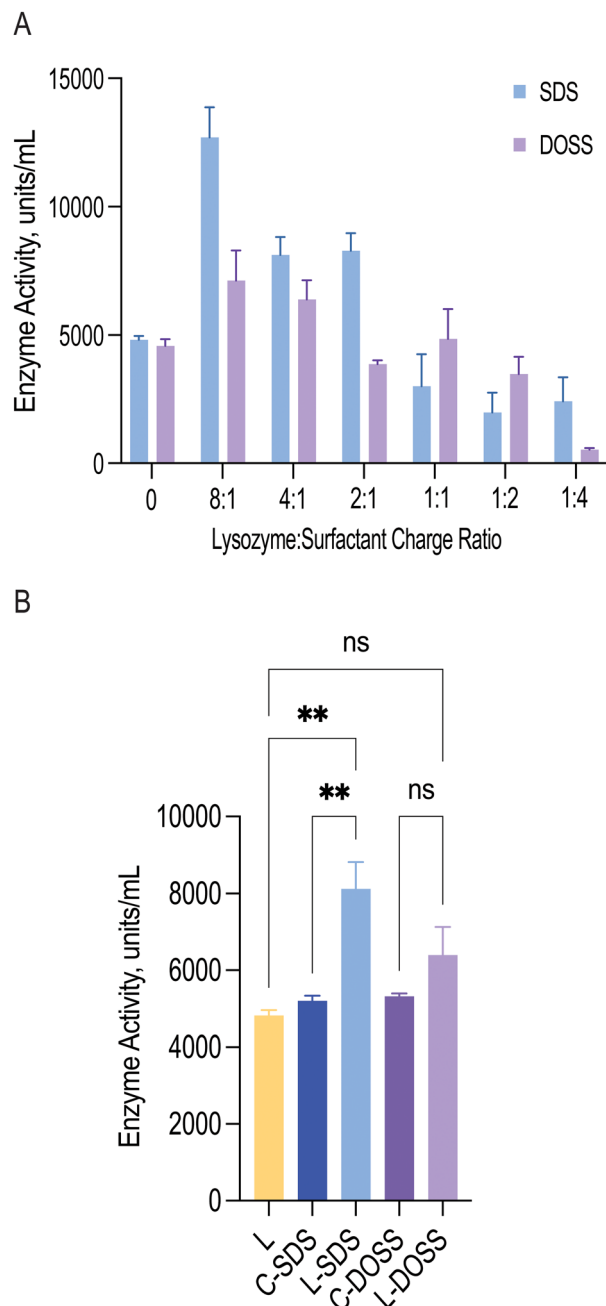 A
15000
SDS
DOSS
10000
5000
0
Enzyme Activity, units/mL
0 8:1 4:1 2:1 1:1 1:2 1:4
Lysozyme:Surfactant Charge Ratio
B
ns
**
** ns
10000
8000
6000
4000
2000
0
Enzyme Activity, units/mL
L C-SDS L-SDS C-DOSS L-DOSS